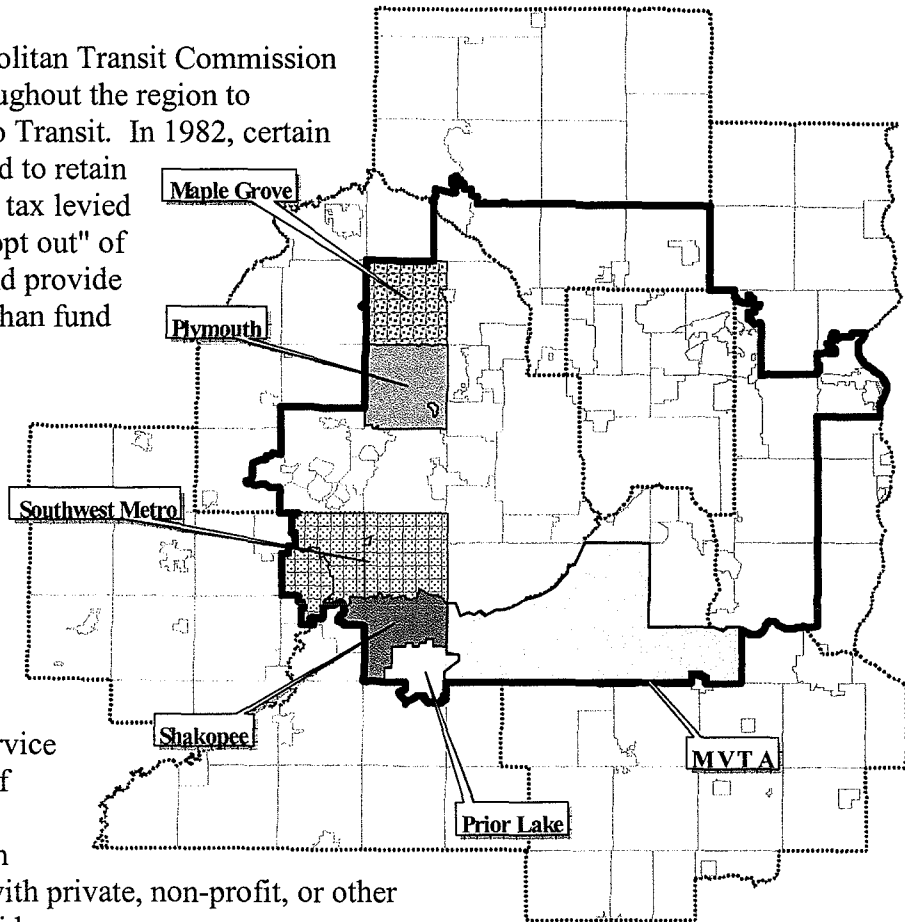 olitan Transit Commission
ughout the region to
o Transit. In 1982, certain
d to retain
tax levied
opt out" of
d provide
han fund
Maple Grove
Plymouth
Southwest Metro
Shakopee
Prior Lake
MVTA
rvice
f
n
with private, non-profit, or other